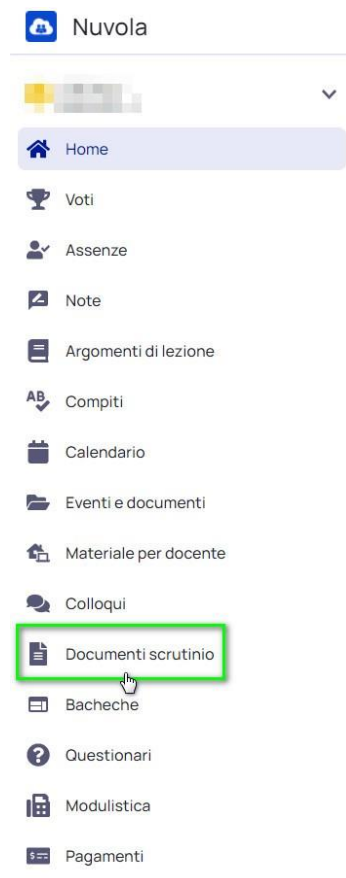 Nuvola
Home
Voti
Assenze
Note
Argomenti di lezione
Compiti
Calendario
Eventi e documenti
Materiale per docente
Colloqui
Documenti scrutinio
Bacheche
Questionari
Modulistica
Pagamenti